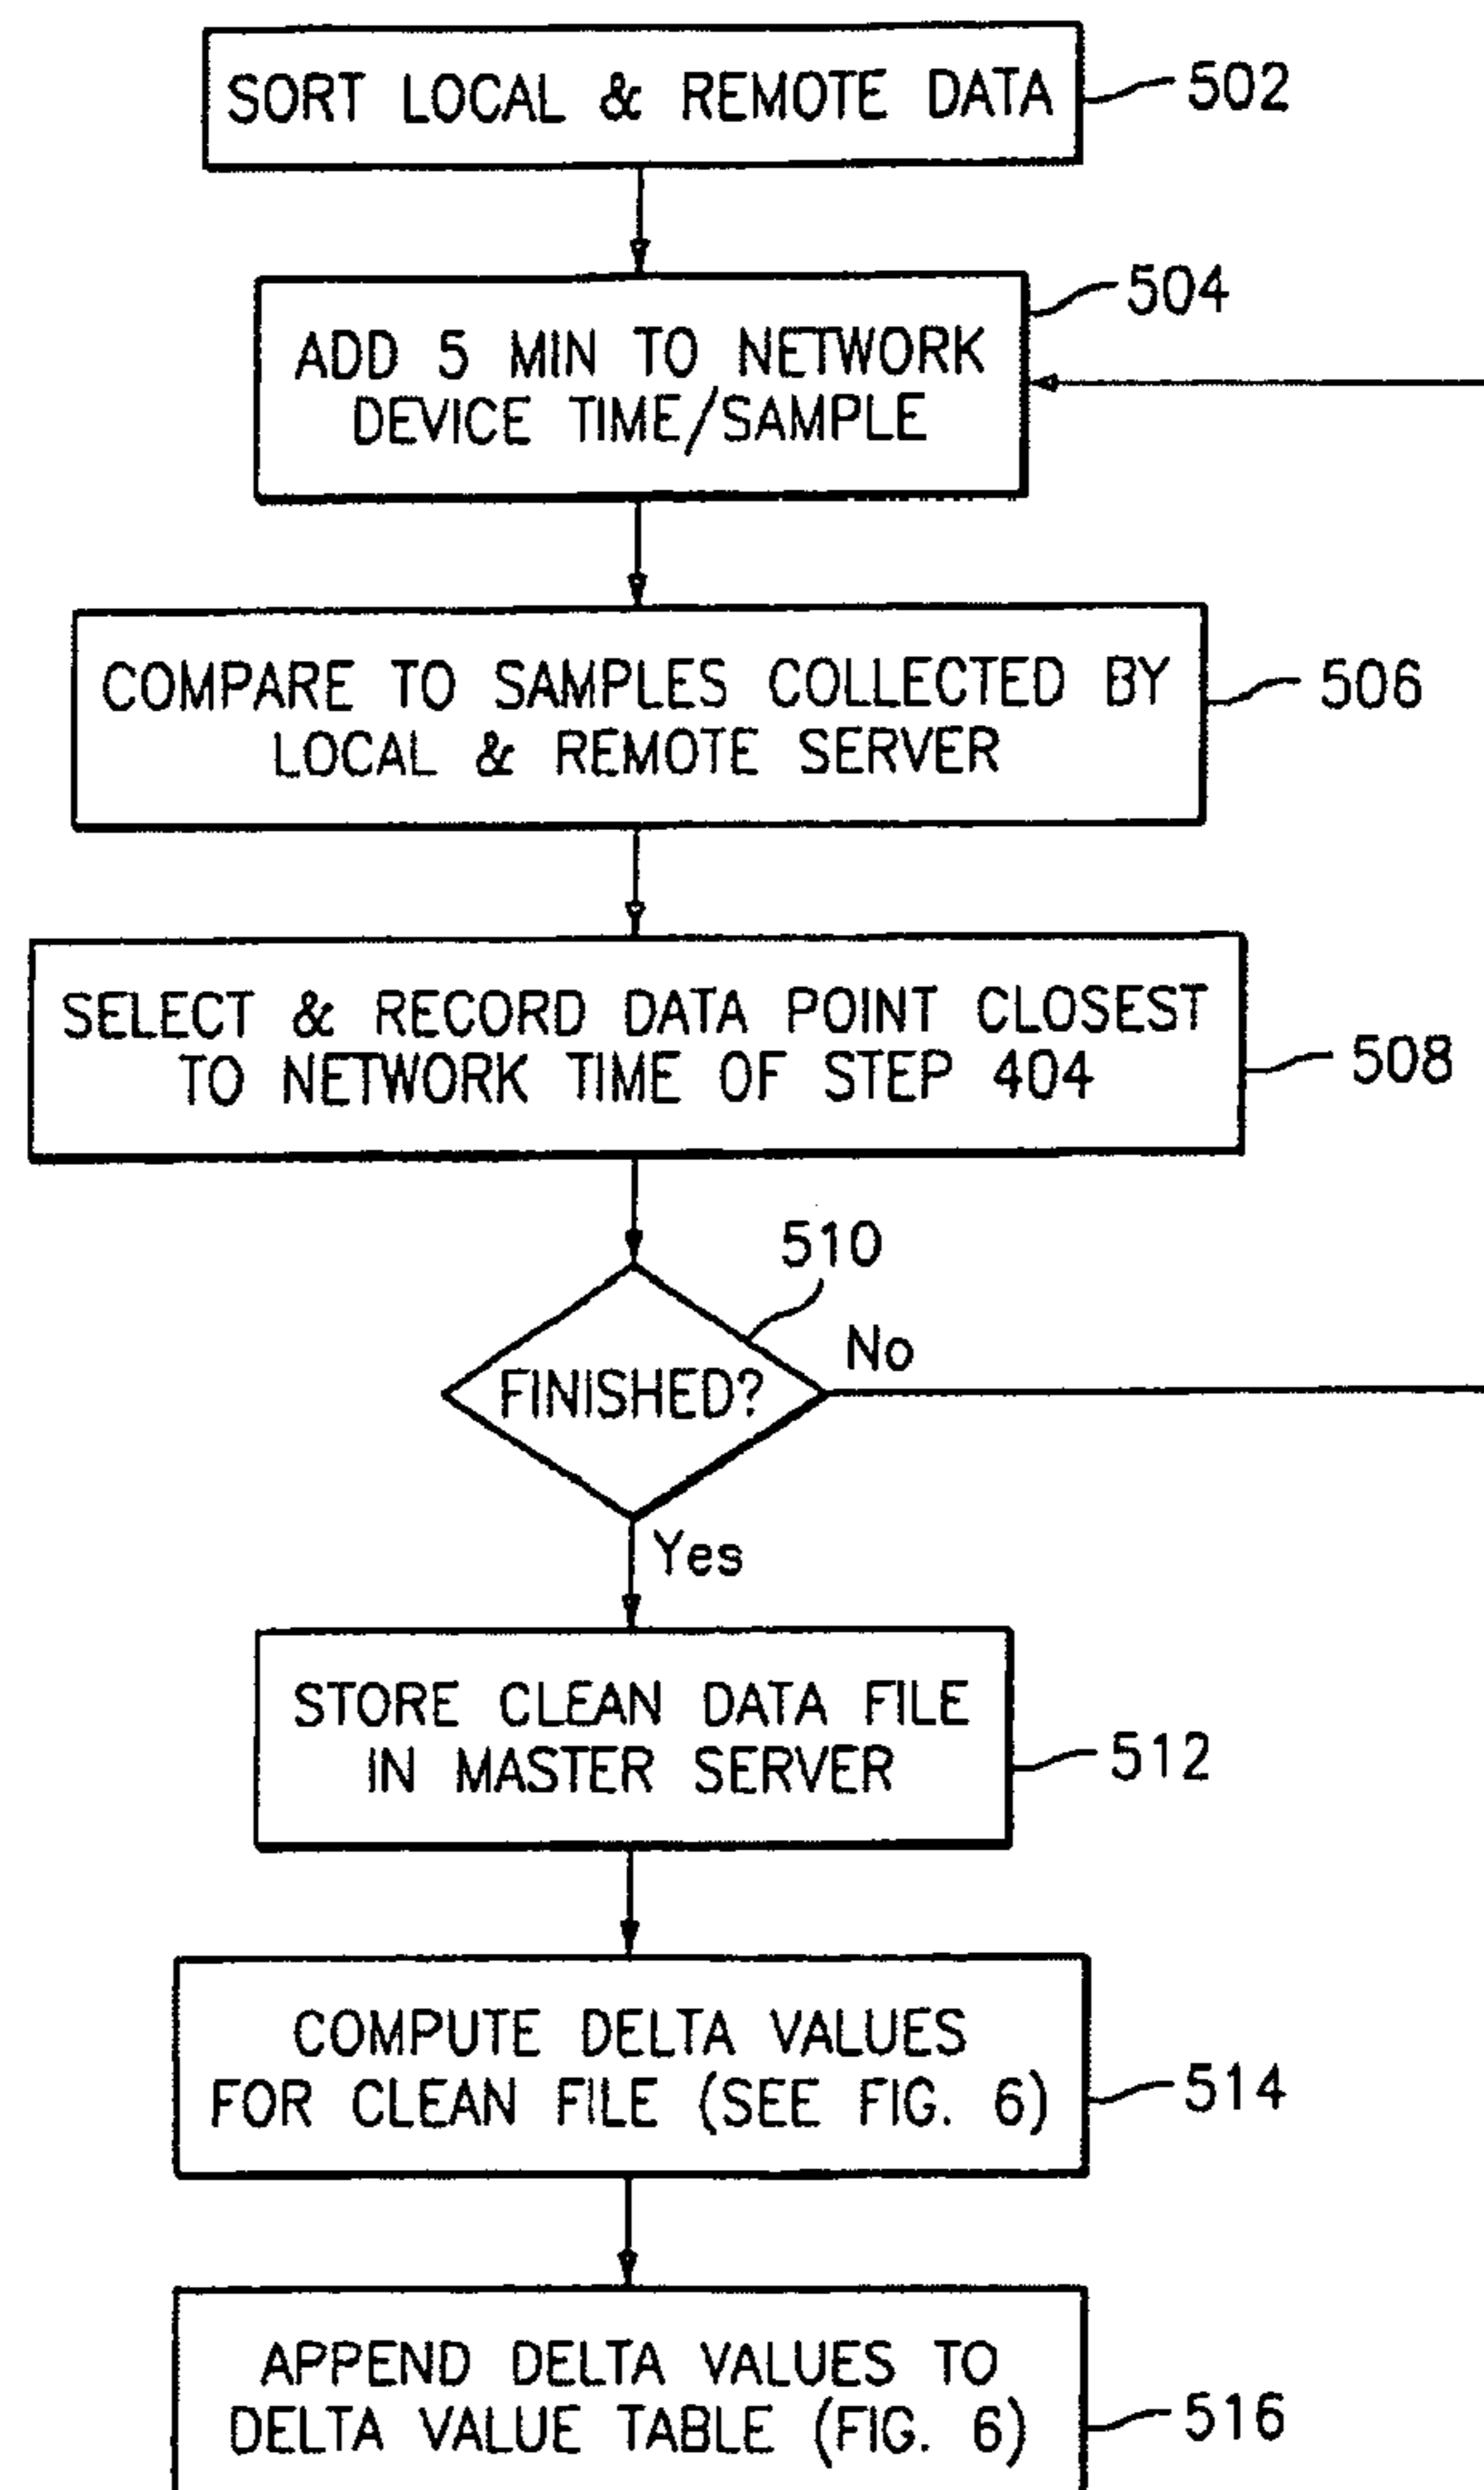 SORT LOCAL & REMOTE DATA
502
504
ADD 5 MIN TO NETWORK
DEVICE TIME/SAMPLE
COMPARE TO SAMPLES COLLECTED BY
LOCAL & REMOTE SERVER
506
SELECT & RECORD DATA POINT CLOSEST
TO NETWORK TIME OF STEP 404
508
510
FINISHED?
No
Yes
STORE CLEAN DATA FILE
IN MASTER SERVER
512
COMPUTE DELTA VALUES
FOR CLEAN FILE (SEE FIG. 6)
514
APPEND DELTA VALUES TO
DELTA VALUE TABLE (FIG. 6)
516